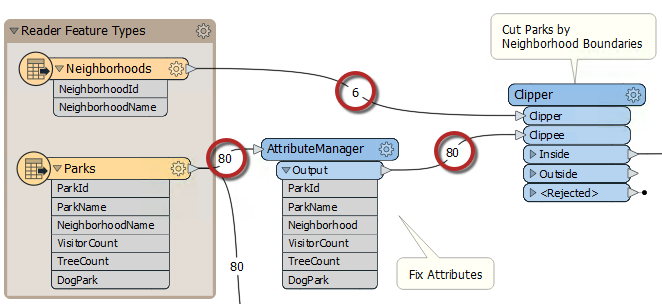 Reader Feature Types
Neighborhoods
NeighborhoodId
NeighborhoodName
Parks
ParkId
ParkName
NeighborhoodName
VisitorCount
TreeCount
DogPark
80
80
AttributeManager
Output
ParkId
ParkName
Neighborhood
VisitorCount
TreeCount
DogPark
6
80
Fix Attributes
Cut Parks by
Neighborhood Boundaries
Clipper
Clipper
Clippee
Inside
Outside
<Rejected>